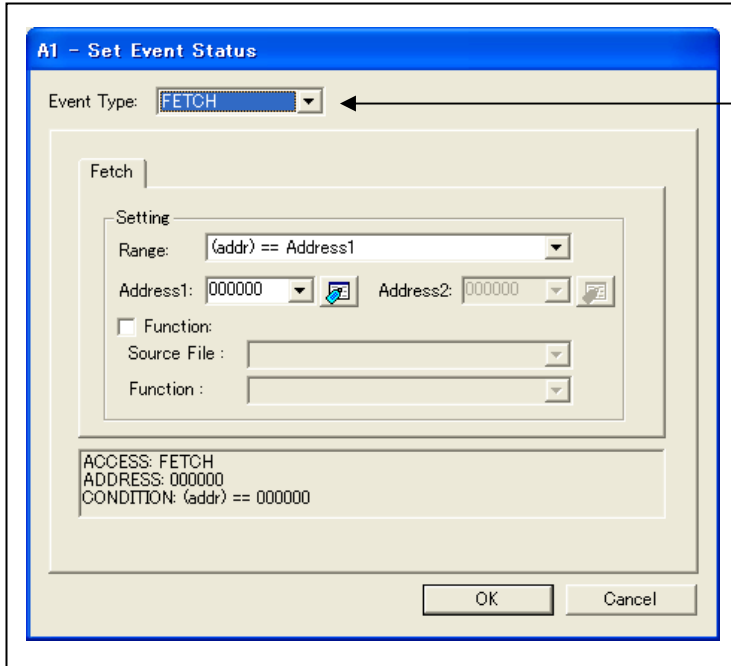 A1 - Set Event Status
Event Type: FETCH
Fetch
Setting
Range: (addr) == Address1
Address1: 000000 Address2: 000000
Function:
Source File :
Function :
ACCESS: FETCH
ADDRESS: 000000
CONDITION: (addr) == 000000
OK Cancel